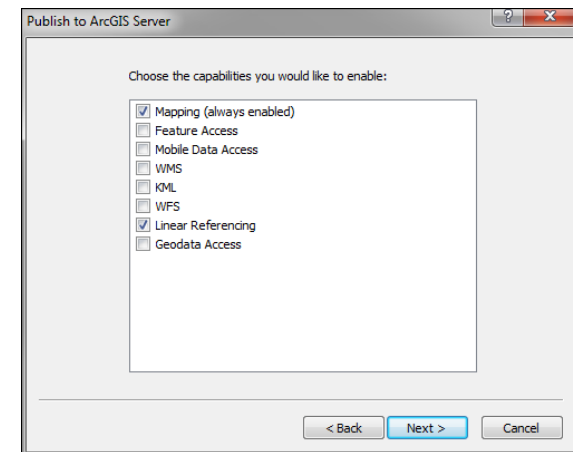 Publish to ArcGIS Server
Choose the capabilities you would like to enable:
Mapping (always enabled)
Feature Access
Mobile Data Access
WMS
KML
WFS
Linear Referencing
Geodata Access
< Back Next > Cancel